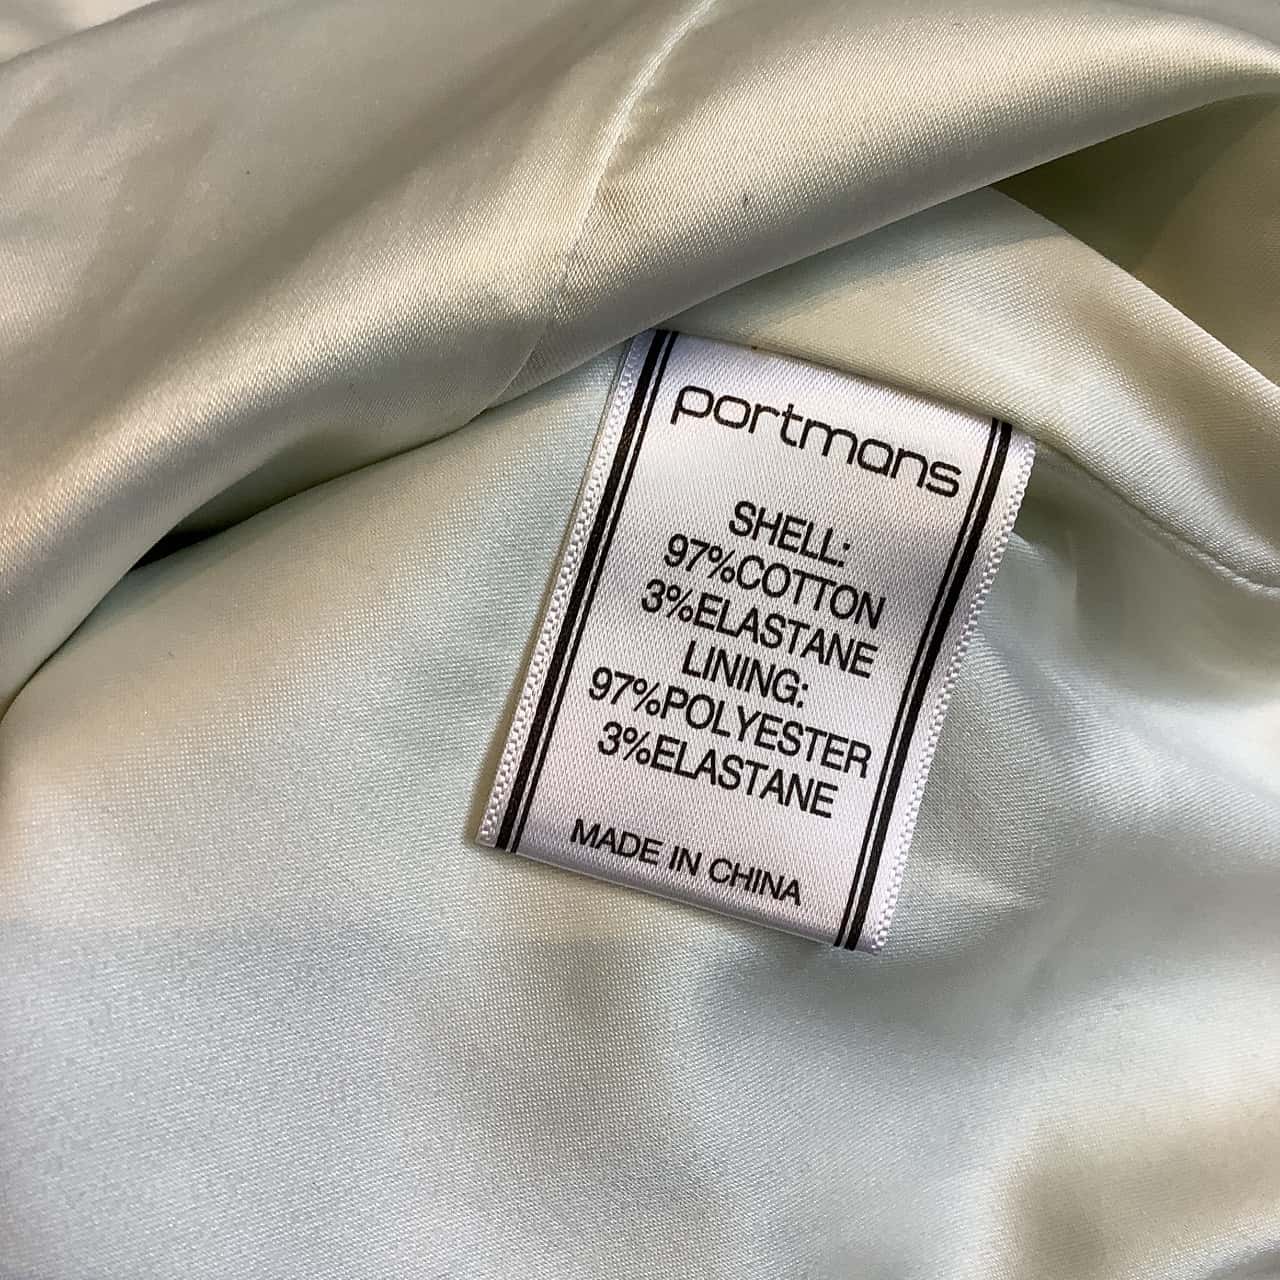 portmans
SHELL:
97%COTTON
3%ELASTANE
LINING:
97%POLYESTER
3%ELASTANE
MADE IN CHINA